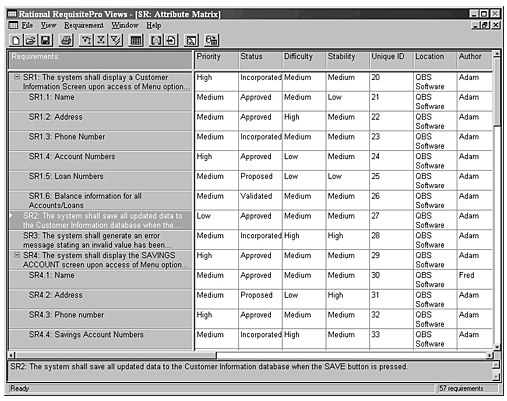 Rational RequisitePro Views - [SR: Attribute Matrix]
File View Requirement Window Help
Requirements: Priority Status Difficulty Stability Unique ID Location Author
SR1: The system shall display a Customer High Incorporated Medium Medium 20 QBS Adam
Information Screen upon access of Menu option... Software
SR1.1: Name Medium Approved Medium Low 21 QBS Adam
Software
SR1.2: Address Medium Approved High Medium 22 QBS Adam
Software
SR1.3: Phone Number Medium Incorporated Medium Medium 23 QBS Adam
Software
SR1.4: Account Numbers High Approved Low Medium 24 QBS Adam
Software
SR1.5: Loan Numbers Medium Proposed Low Low 25 QBS Adam
Software
SR1.6: Balance information for all Medium Validated Medium Medium 26 QBS Adam
Accounts/Loans Software
SR2: The system shall save all updated data to Low Approved Medium Medium 27 QBS Adam
the Customer Information database when the... Software
SR3: The system shall generate an error Medium Incorporated High High 28 QBS Adam
message stating an invalid value has been... Software
SR4: The system shall display the SAVINGS High Approved Medium Medium 29 QBS Adam
ACCOUNT screen upon access of Menu option... Software
SR4.1: Name Medium Approved Medium Medium 30 QBS Fred
Software
SR4.2: Address Medium Proposed Low High 31 QBS Adam
Software
SR4.3: Phone number High Approved Medium Medium 32 QBS Adam
Software
SR4.4: Savings Account Numbers Medium Incorporated High Medium 33 QBS Adam
Software
SR2: The system shall save all updated data to the Customer Information database when the SAVE button is pressed.
Ready 57 requirements